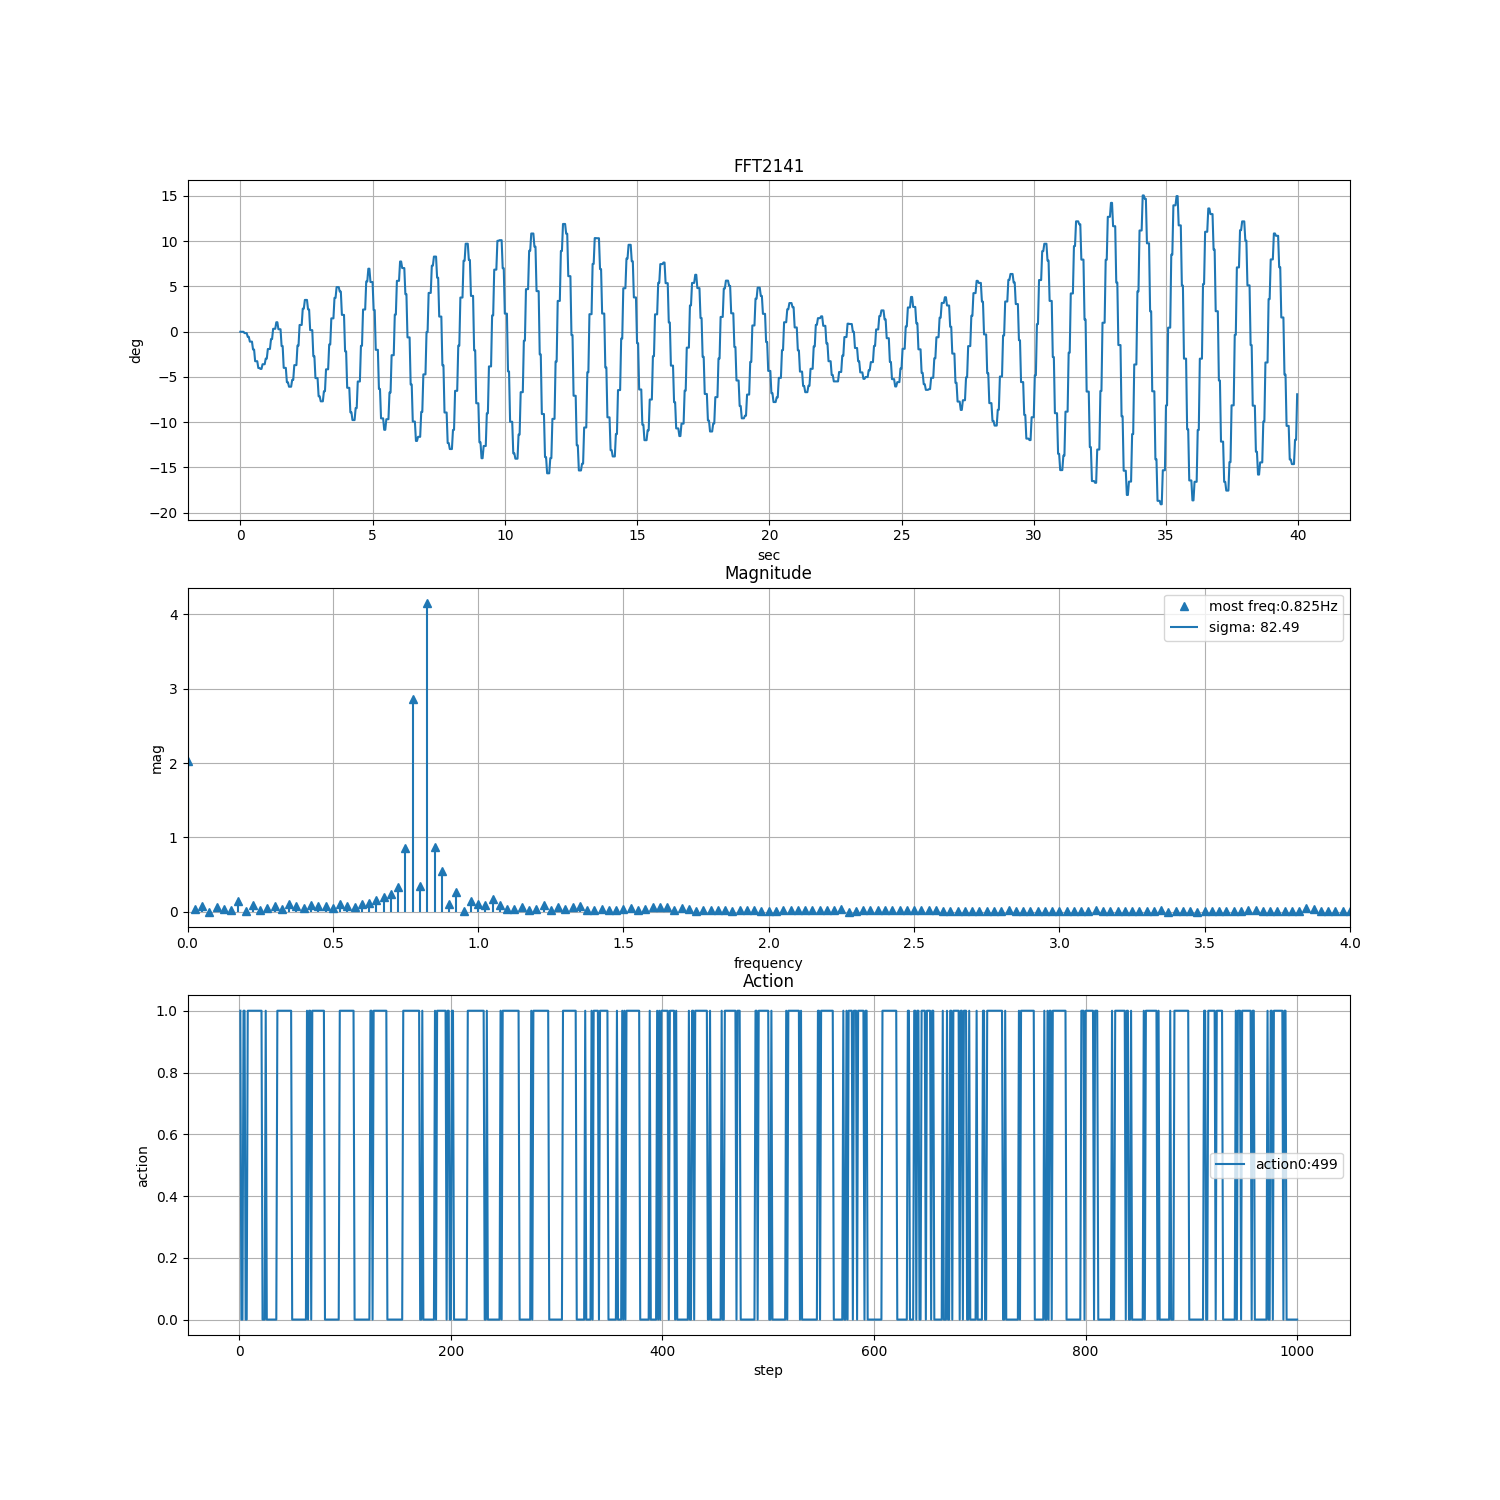 FFT2141
15
10
5
0
−5
−10
−15
−20
deg
0 5 10 15 20 25 30 35 40
sec
Magnitude
4
3
2
1
0
mag
most freq:0.825Hz
sigma: 82.49
0.0 0.5 1.0 1.5 2.0 2.5 3.0 3.5 4.0
frequency
Action
1.0
0.8
0.6
0.4
0.2
0.0
action
action0:499
0 200 400 600 800 1000
step